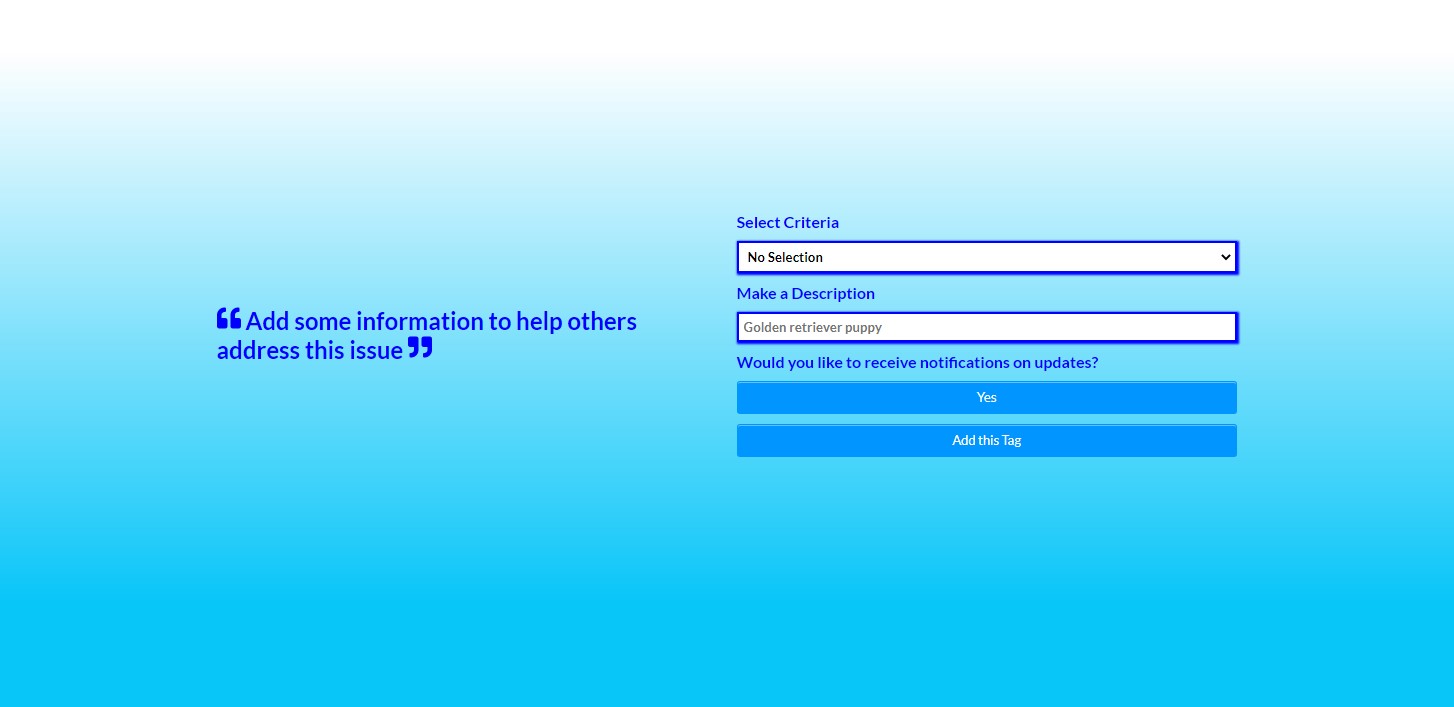 ❝ Add some information to help others
address this issue ❞
Select Criteria
No Selection
Make a Description
Golden retriever puppy
Would you like to receive notifications on updates?
Yes
Add this Tag